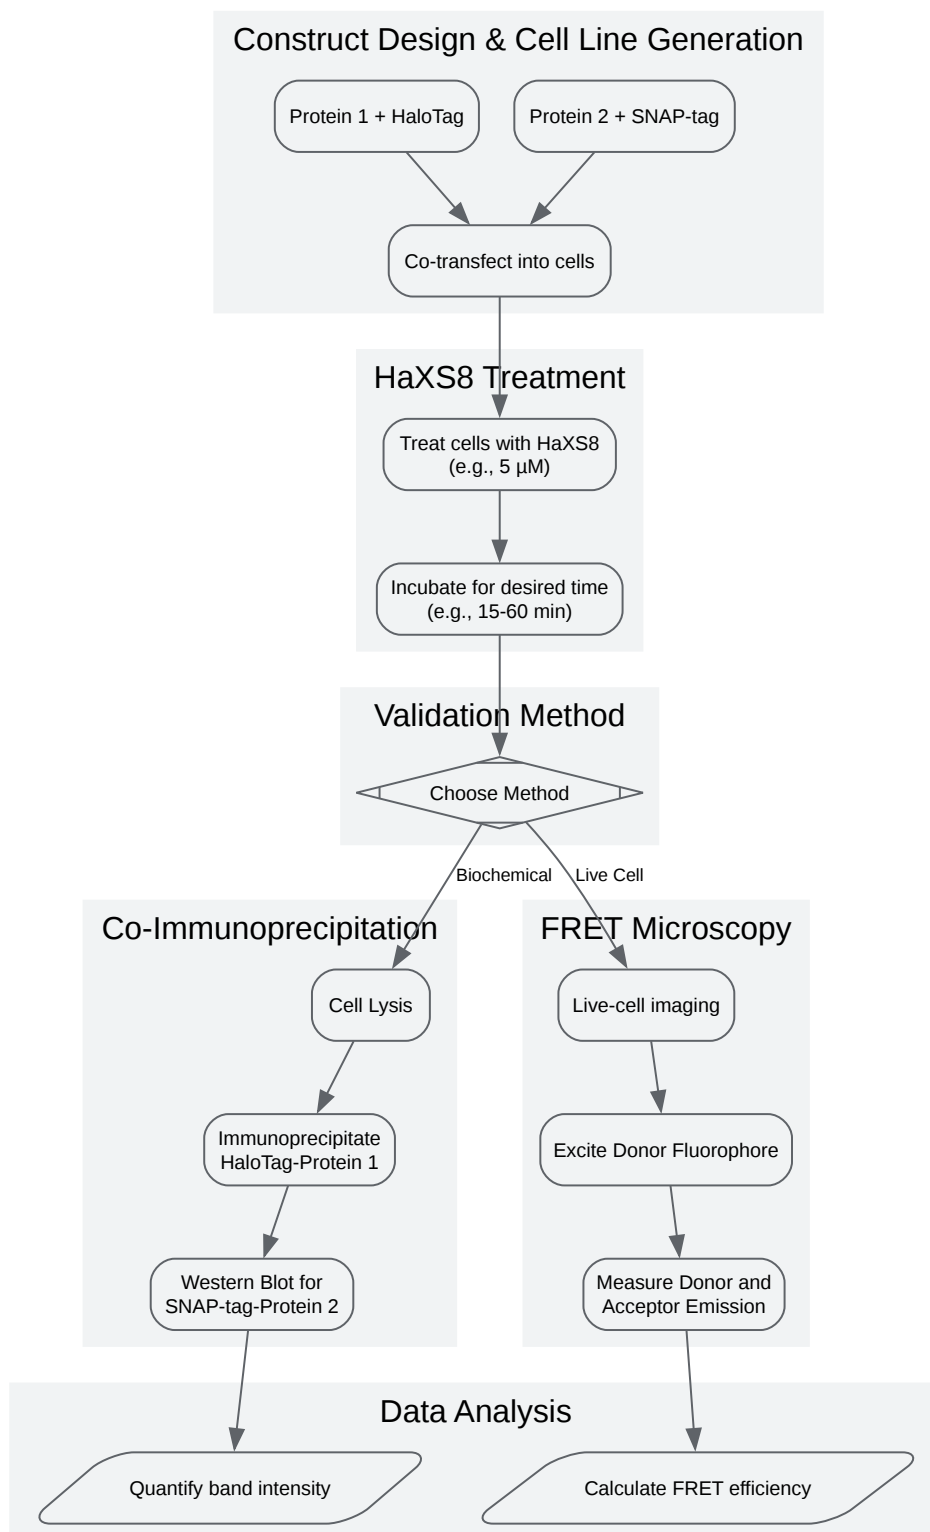 Construct Design & Cell Line Generation
Protein 1 + HaloTag
Protein 2 + SNAP-tag
Co-transfect into cells
HaXS8 Treatment
Treat cells with HaXS8
(e.g., 5 µM)
Incubate for desired time
(e.g., 15-60 min)
Validation Method
Choose Method
Biochemical
Live Cell
Co-Immunoprecipitation
Cell Lysis
Immunoprecipitate
HaloTag-Protein 1
Western Blot for
SNAP-tag-Protein 2
FRET Microscopy
Live-cell imaging
Excite Donor Fluorophore
Measure Donor and
Acceptor Emission
Data Analysis
Quantify band intensity
Calculate FRET efficiency